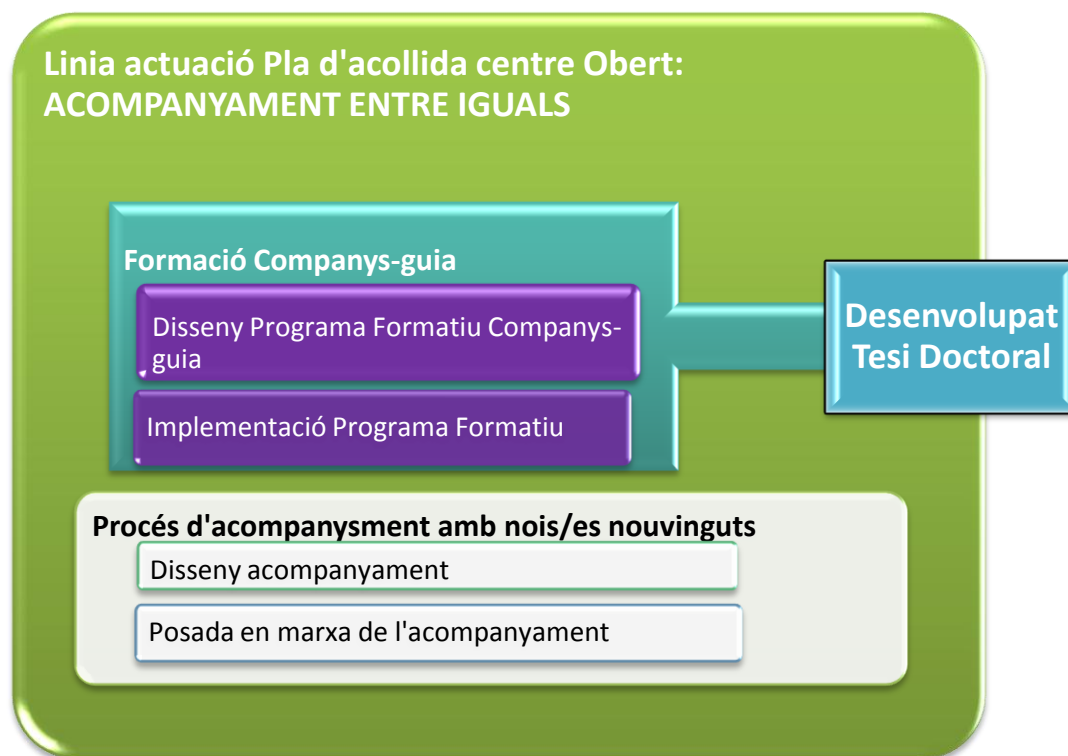 Linia actuació Pla d'acollida centre Obert:
ACOMPANYAMENT ENTRE IGUALS
Formació Companys-guia
Disseny Programa Formatiu Companys-
guia
Implementació Programa Formatiu
Desenvolupat
Tesi Doctoral
Procés d'acompanysment amb nois/es nouvinguts
Disseny acompanyament
Posada en marxa de l'acompanyament